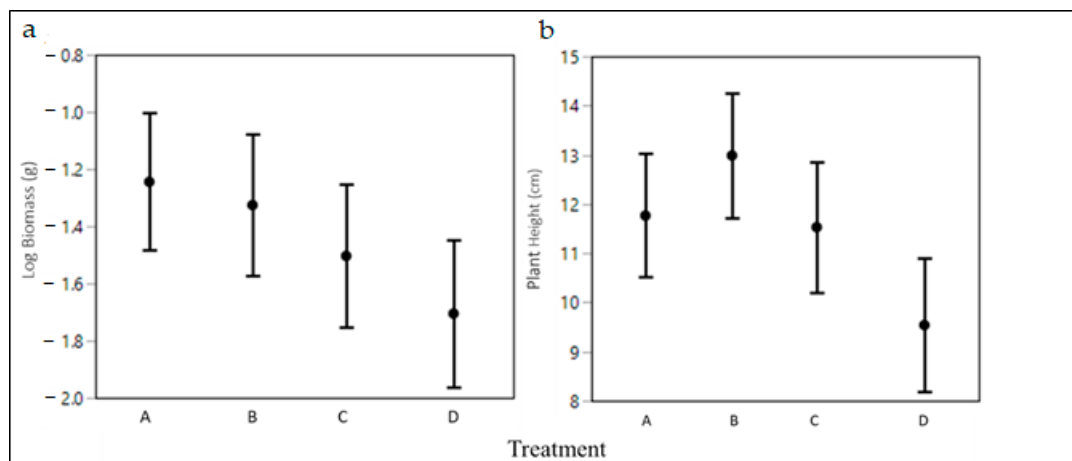 a
Log Biomass (g)
− 0.8
− 1.0
− 1.2
− 1.4
− 1.6
− 1.8
− 2.0
A B C D
b
Plant Height (cm)
15
14
13
12
11
10
9
8
A B C D
Treatment